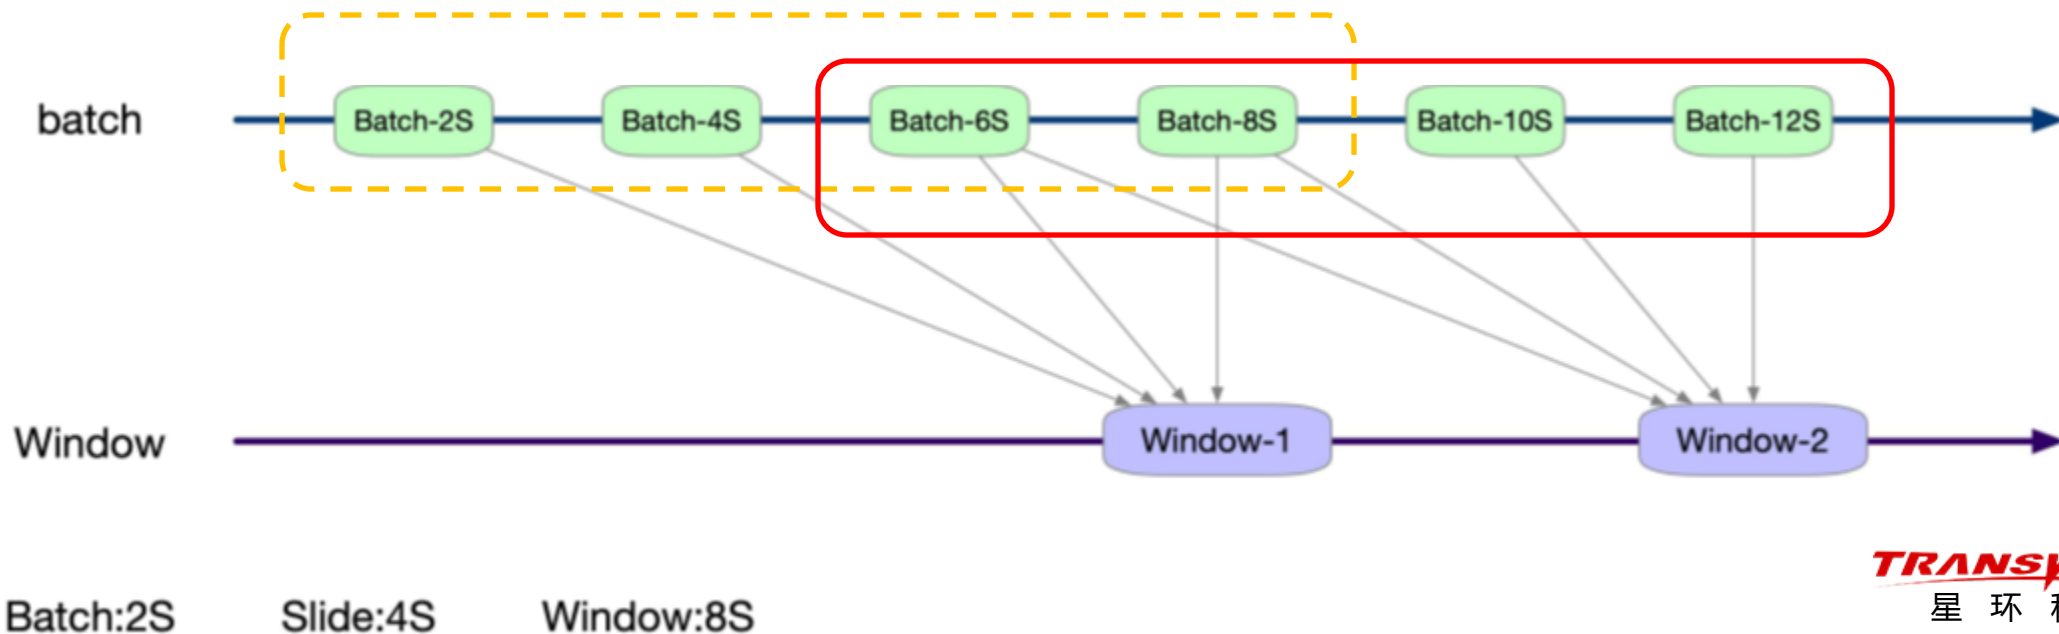 batch
Batch-2S Batch-4S Batch-6S Batch-8S Batch-10S Batch-12S
Window
Window-1 Window-2
Batch:2S Slide:4S Window:8S
星 环